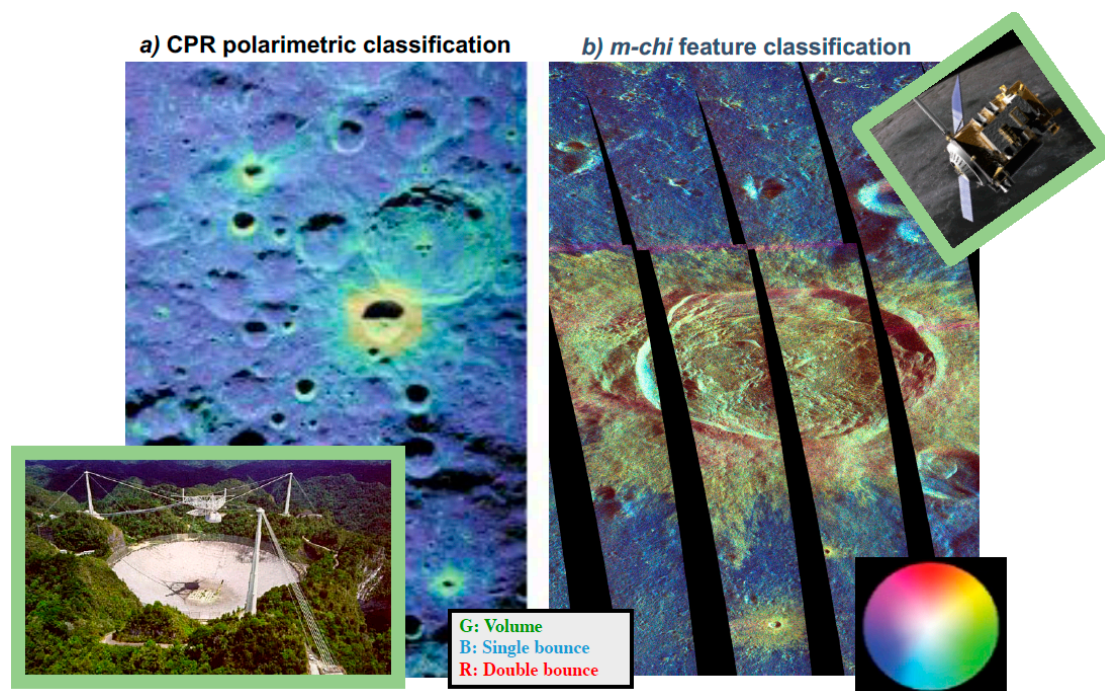 a) CPR polarimetric classification
b) m-chi feature classification
G: Volume
B: Single bounce
R: Double bounce